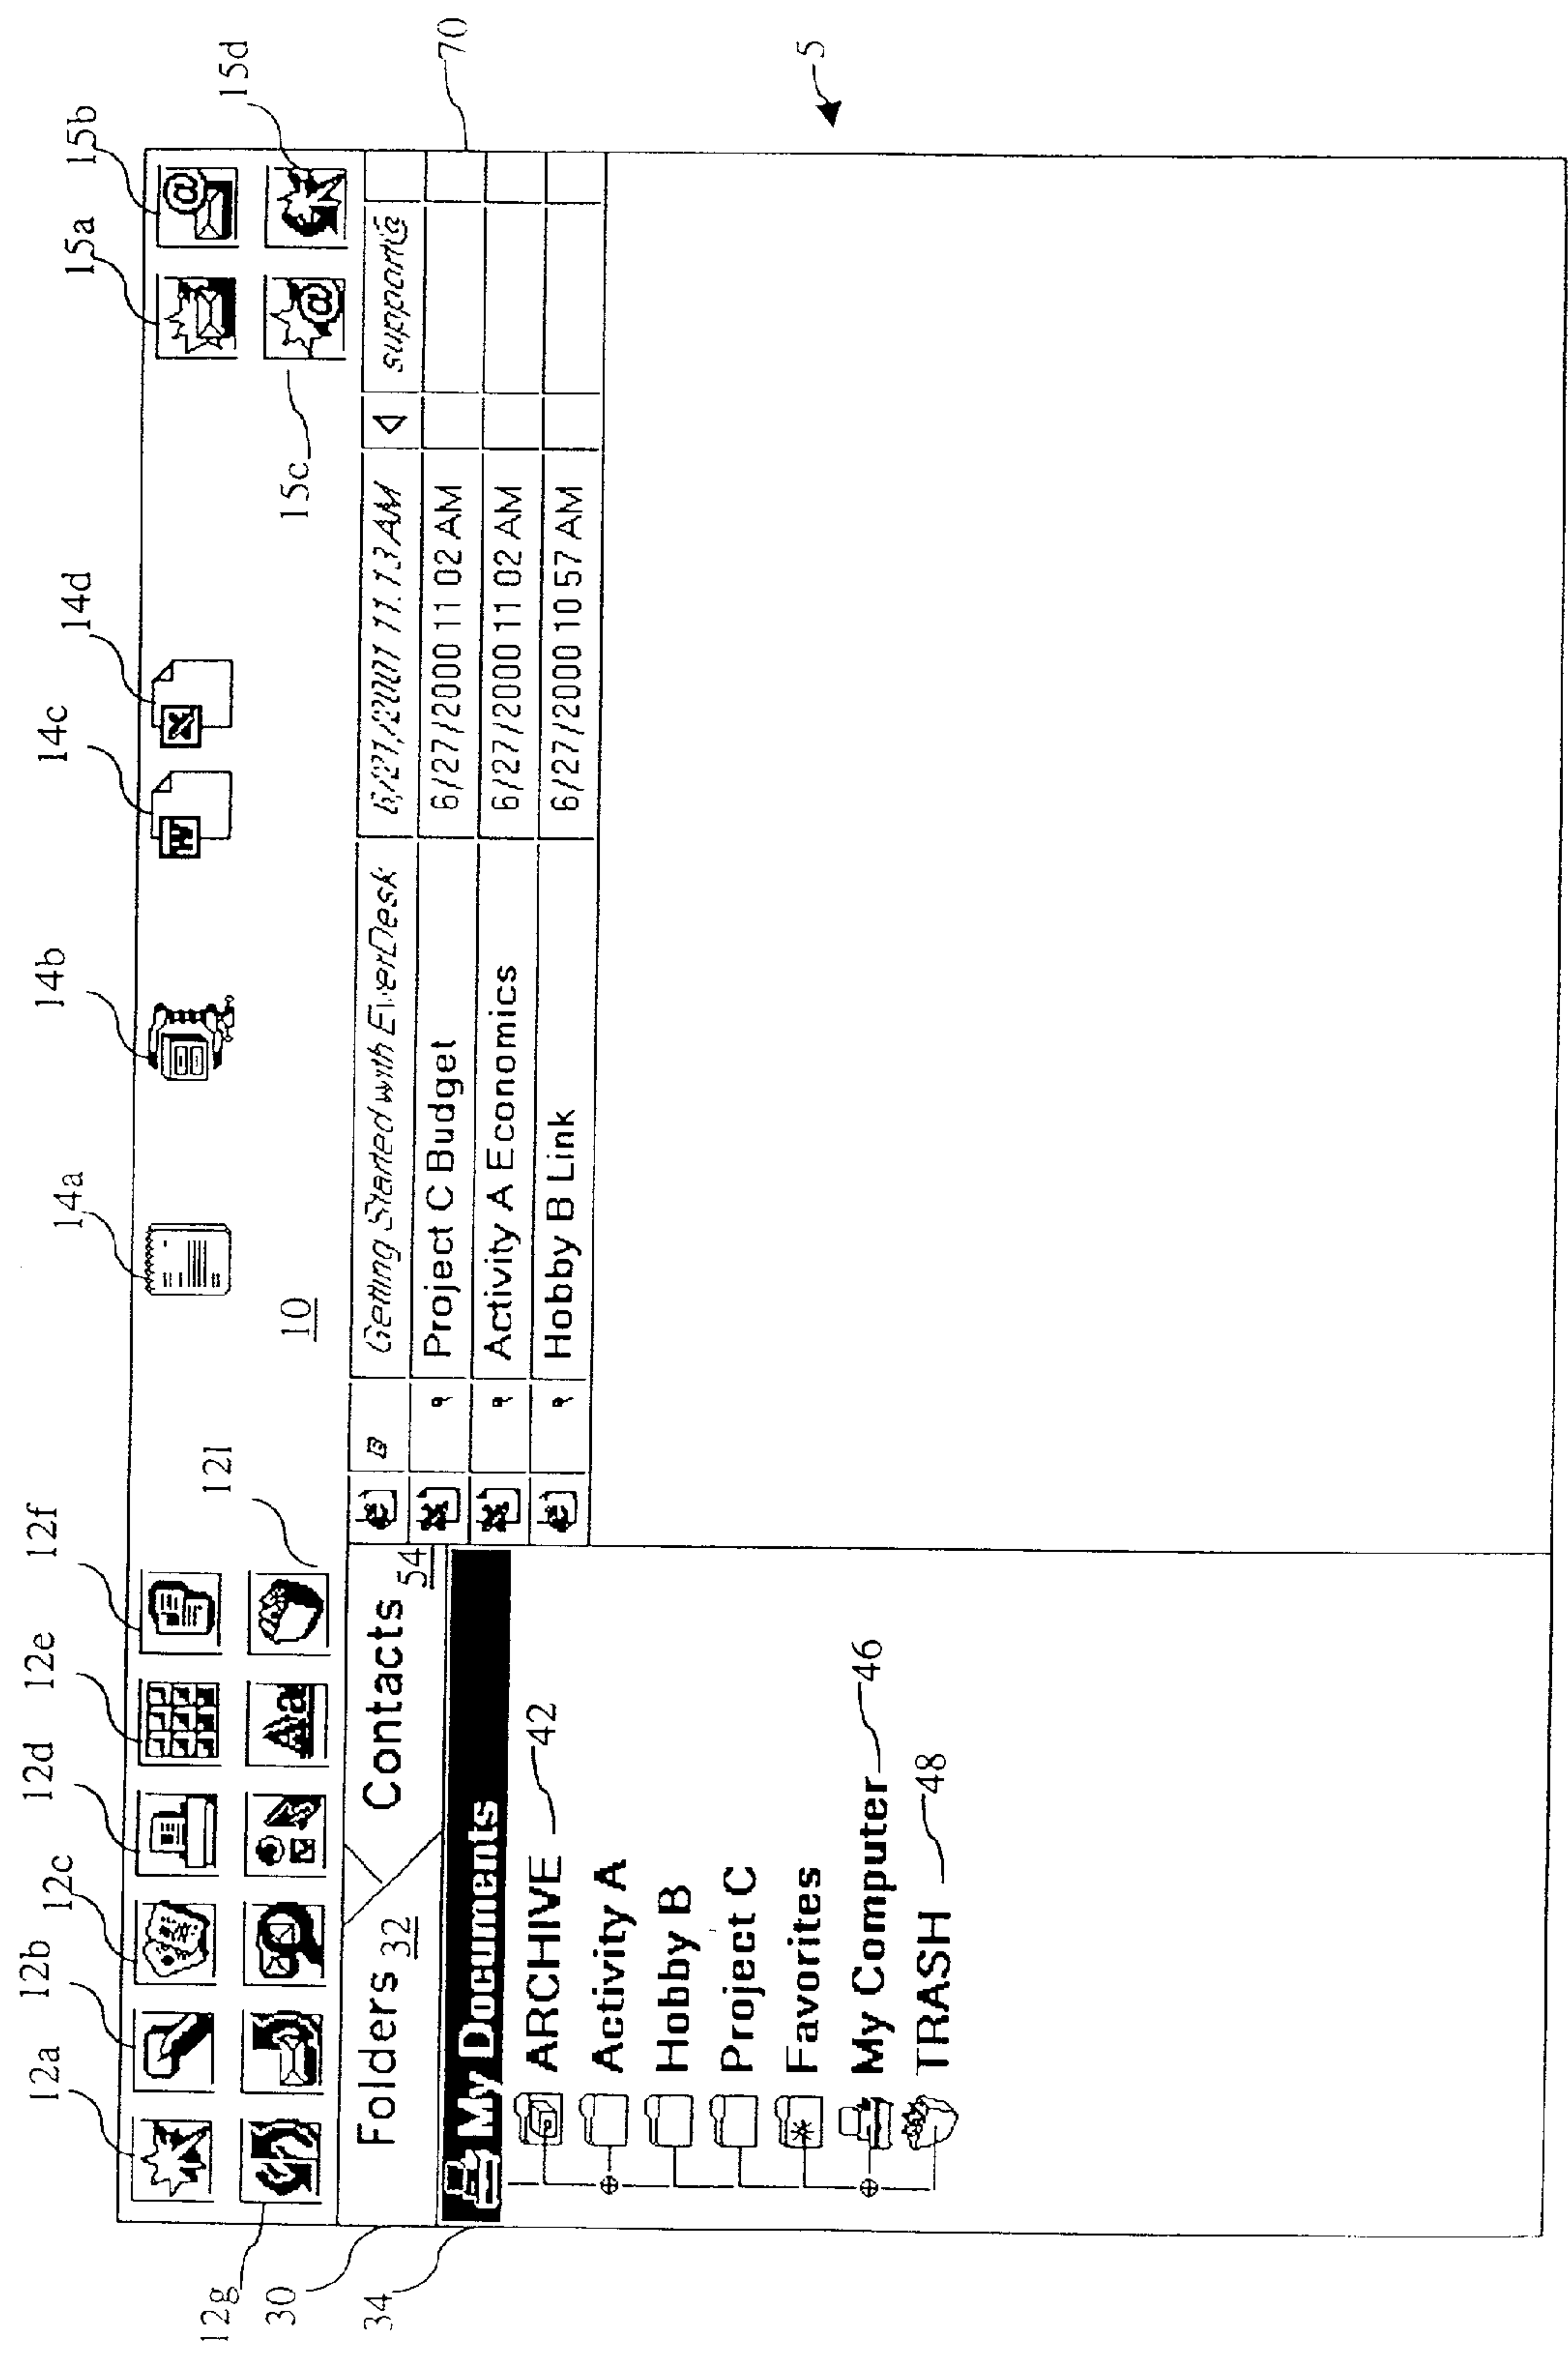 12a 12b 12c 12d 12e 12f 14a 14b 14c 14d 15a 15b
12g 12l 10 15c 15d
30 Folders 32 Contacts 54
Getting Started with EverDesk 6/21/2001 11:13 AM support@
Project C Budget 6/27/2000 11 02 AM 70
Activity A Economics 6/27/2000 11 02 AM
Hobby B Link 6/27/2000 10 57 AM
34 My Documents
ARCHIVE 42
Activity A
Hobby B
Project C
Favorites
My Computer 46
TRASH 48
5